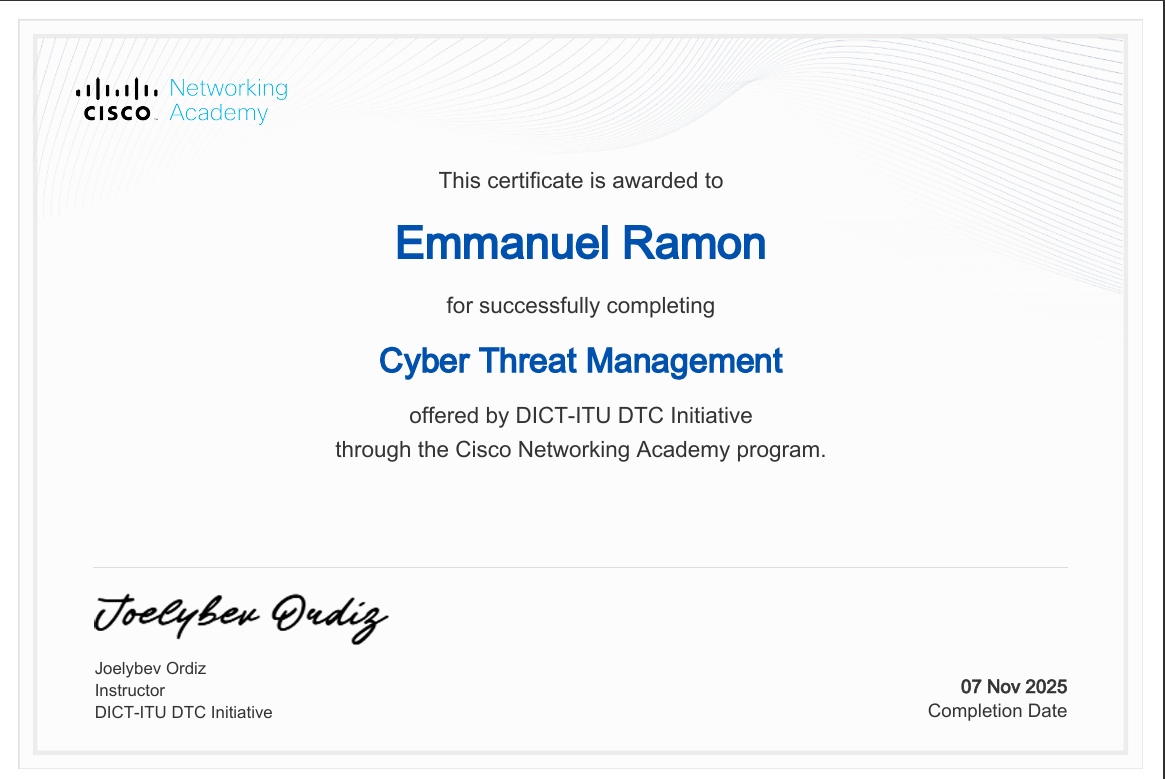 CISCO
Networking
Academy
This certificate is awarded to
Emmanuel Ramon
for successfully completing
Cyber Threat Management
offered by DICT-ITU DTC Initiative
through the Cisco Networking Academy program.
Joelybev Ordiz
Joelybev Ordiz
Instructor
DICT-ITU DTC Initiative
07 Nov 2025
Completion Date